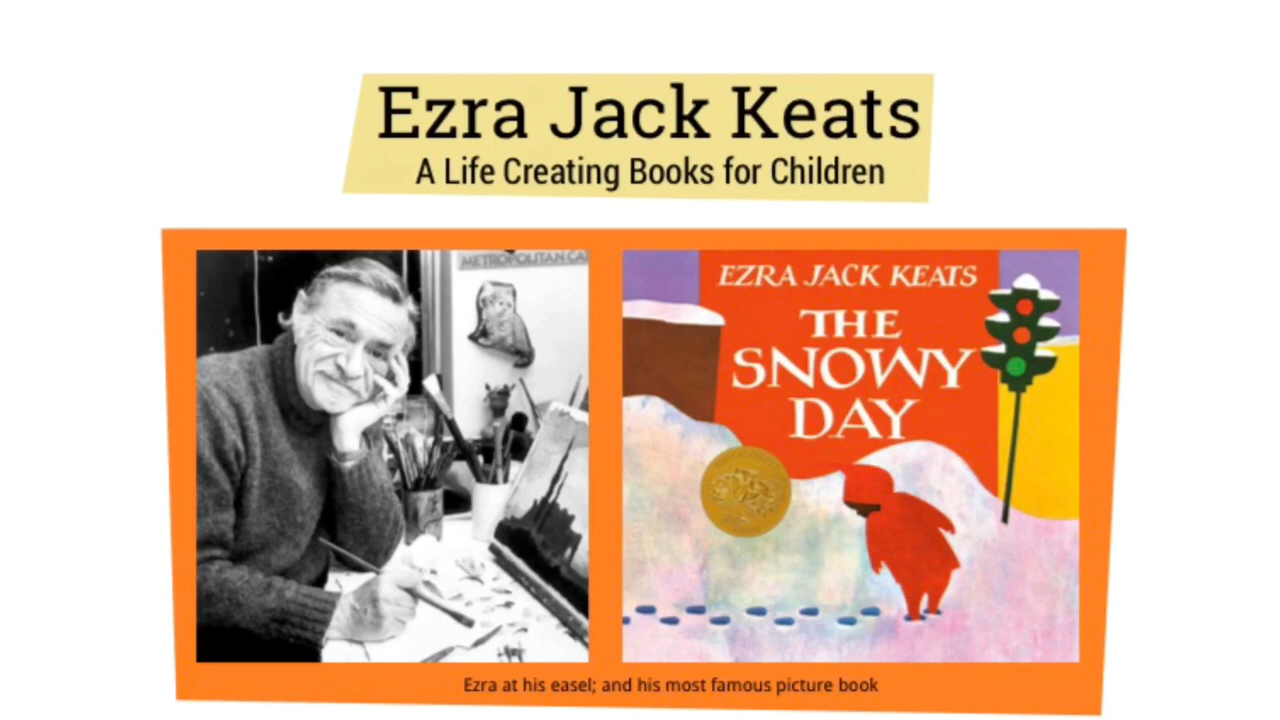 Ezra Jack Keats
A Life Creating Books for Children
METROPOLITAN
EZRA JACK KEATS
THE
SNOWY
DAY
Ezra at his easel; and his most famous picture book